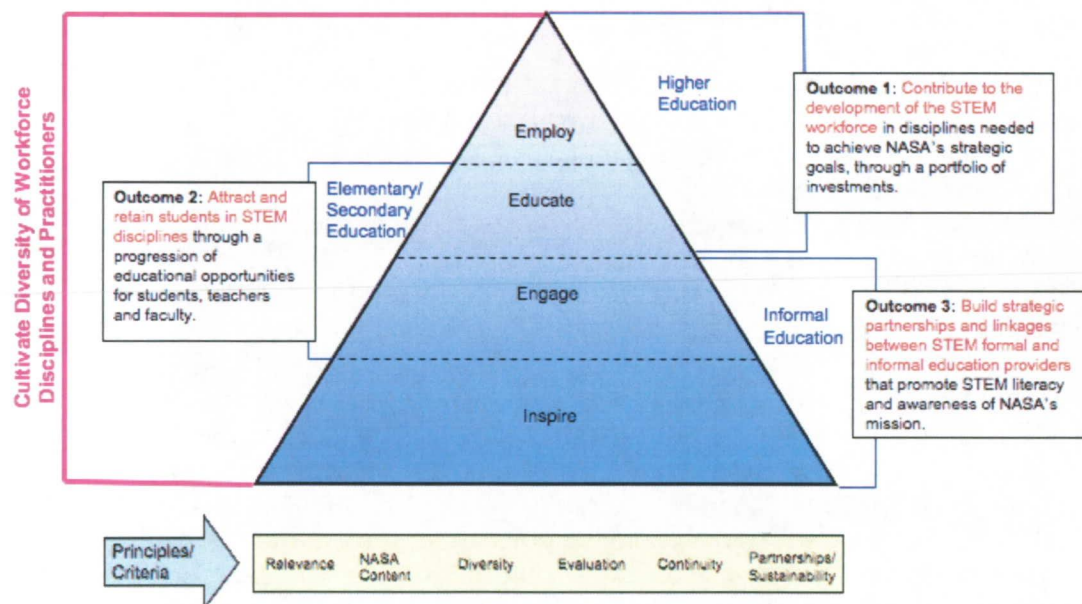 Cultivate Diversity of Workforce
Disciplines and Practitioners
Higher
Education
Outcome 1: Contribute to the
development of the STEM
workforce in disciplines needed
to achieve NASA's strategic
goals, through a portfolio of
investments.
Employ
Elementary/
Secondary
Education
Outcome 2: Attract and
retain students in STEM
disciplines through a
progression of
educational opportunities
for students, teachers
and faculty.
Educate
Engage
Informal
Education
Outcome 3: Build strategic
partnerships and linkages
between STEM formal and
informal education providers
that promote STEM literacy
and awareness of NASA's
mission.
Inspire
Principles/
Criteria
Relevance
NASA
Content
Diversity
Evaluation
Continuity
Partnerships/
Sustainability